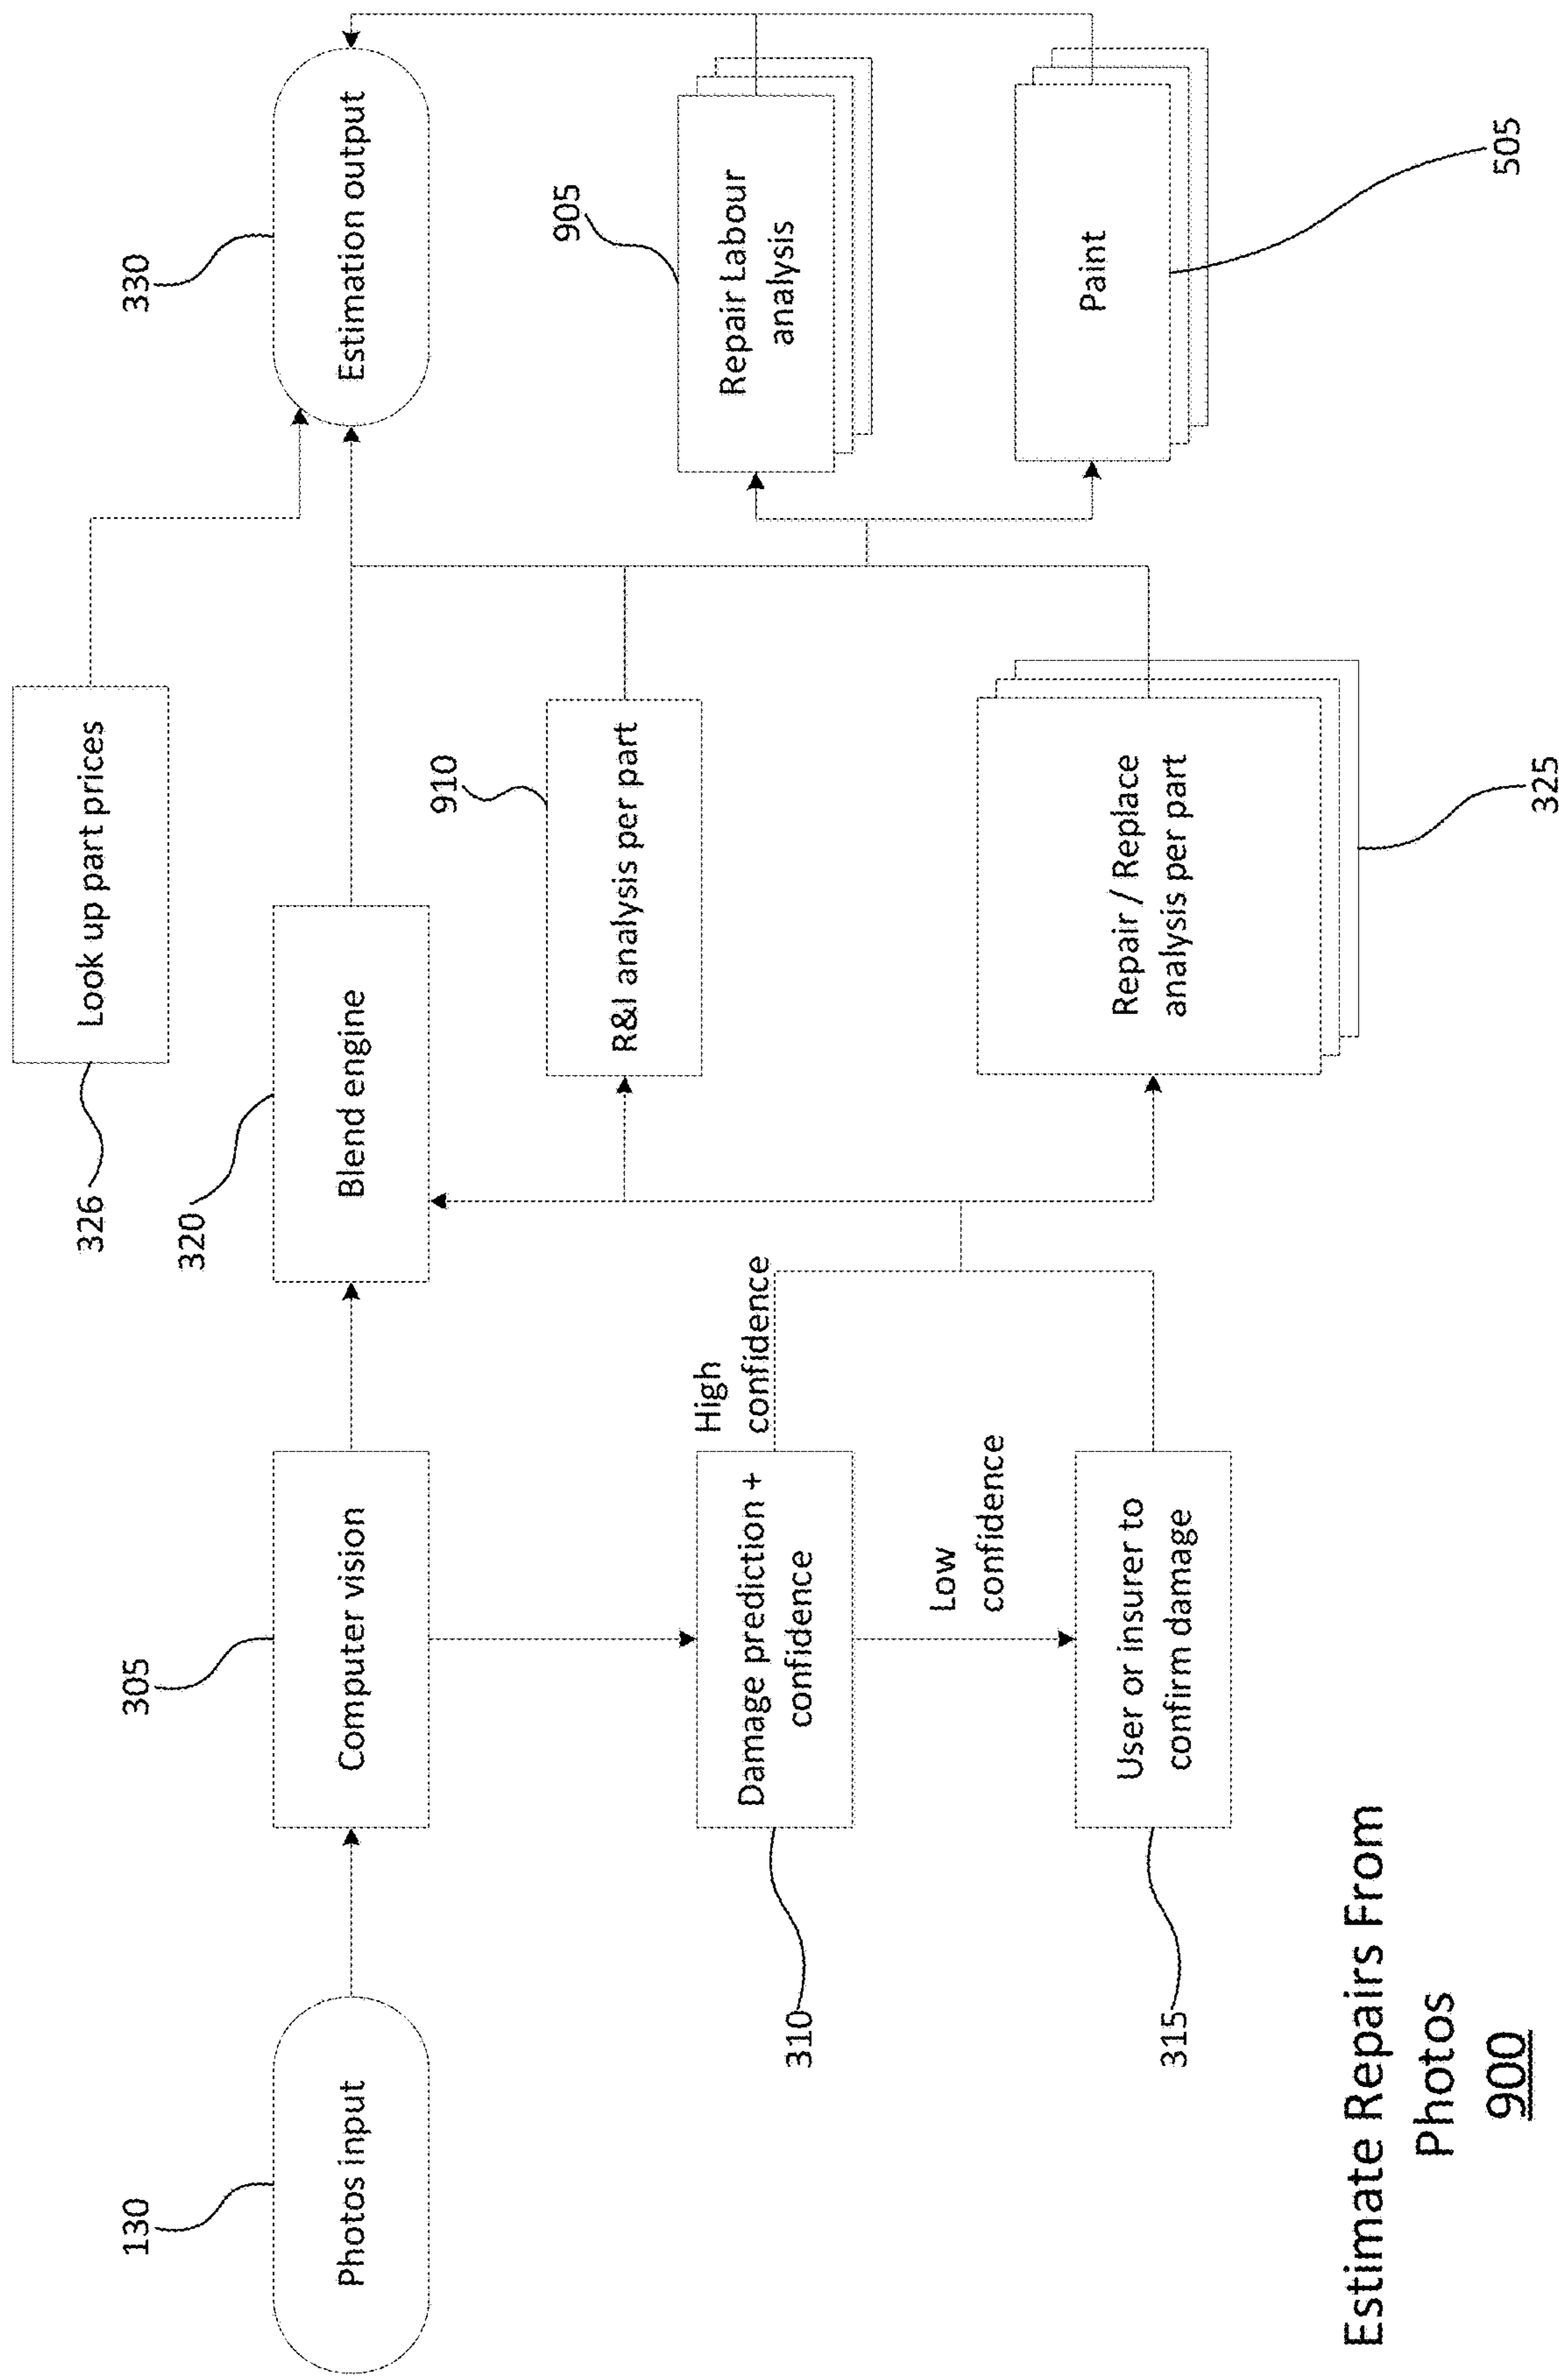 130
Photos input
305
Computer vision
320
Blend engine
326
Look up part prices
330
Estimation output
310
Damage prediction +
confidence
High
confidence
Low
confidence
315
User or insurer to
confirm damage
910
R&I analysis per part
Repair / Replace
analysis per part
325
905
Repair Labour
analysis
Paint
505
Estimate Repairs From
Photos
900